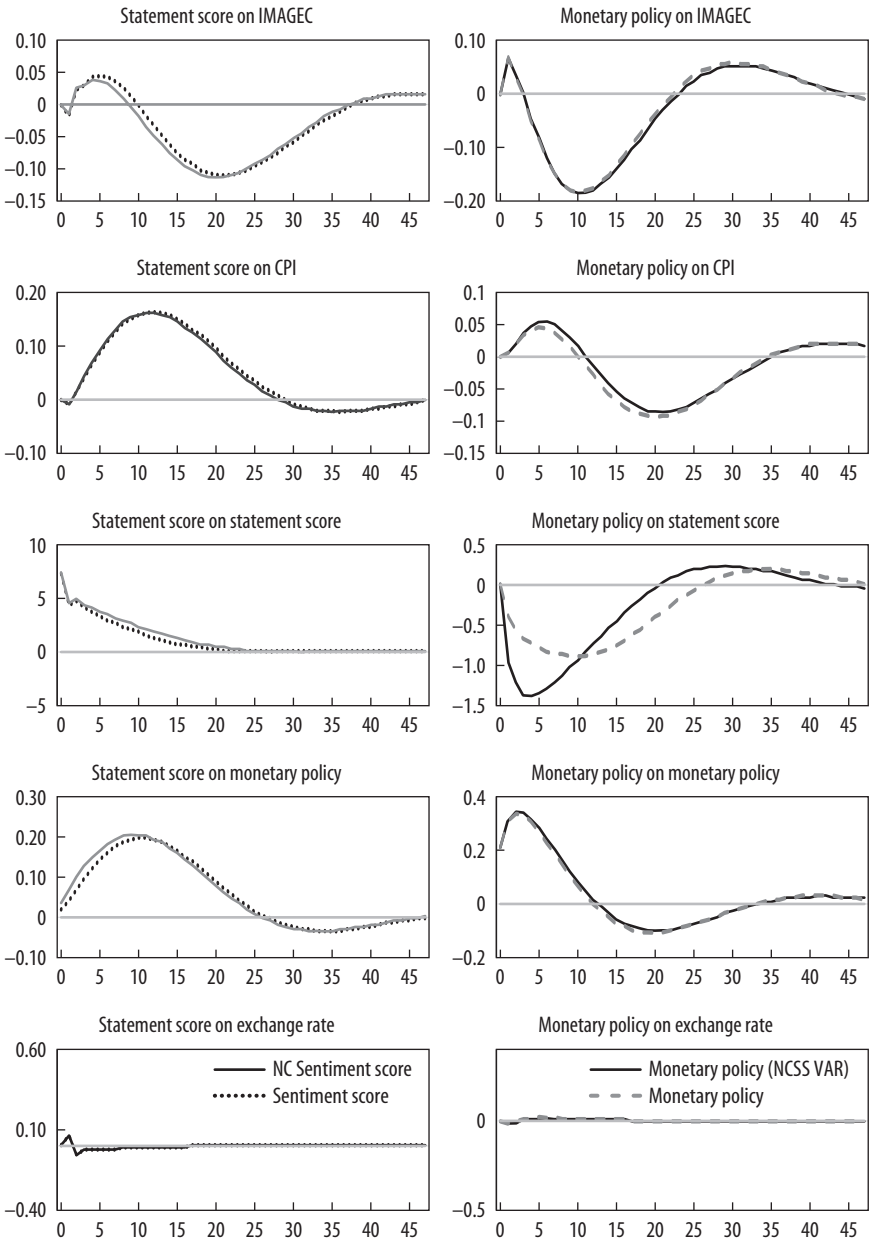 Statement score on IMAGEC
0.10
0.05
0
−0.05
−0.10
−0.15
0 5 10 15 20 25 30 35 40 45
Monetary policy on IMAGEC
0.10
0
−0.10
−0.20
0 5 10 15 20 25 30 35 40 45
Statement score on CPI
0.20
0.10
0
−0.10
0 5 10 15 20 25 30 35 40 45
Monetary policy on CPI
0.1
0.05
0
−0.05
−0.1
−0.15
0 5 10 15 20 25 30 35 40 45
Statement score on statement score
10
5
0
−5
0 5 10 15 20 25 30 35 40 45
Monetary policy on statement score
0.5
0
−0.5
−1.0
−1.5
0 5 10 15 20 25 30 35 40 45
Statement score on monetary policy
0.30
0.20
0.10
0
−0.10
0 5 10 15 20 25 30 35 40 45
Monetary policy on monetary policy
0.4
0.2
0
−0.2
0 5 10 15 20 25 30 35 40 45
Statement score on exchange rate
0.60
0.10
−0.40
NC Sentiment score
Sentiment score
0 5 10 15 20 25 30 35 40 45
Monetary policy on exchange rate
0
−0.5
Monetary policy (NCSS VAR)
Monetary policy
0 5 10 15 20 25 30 35 40 45